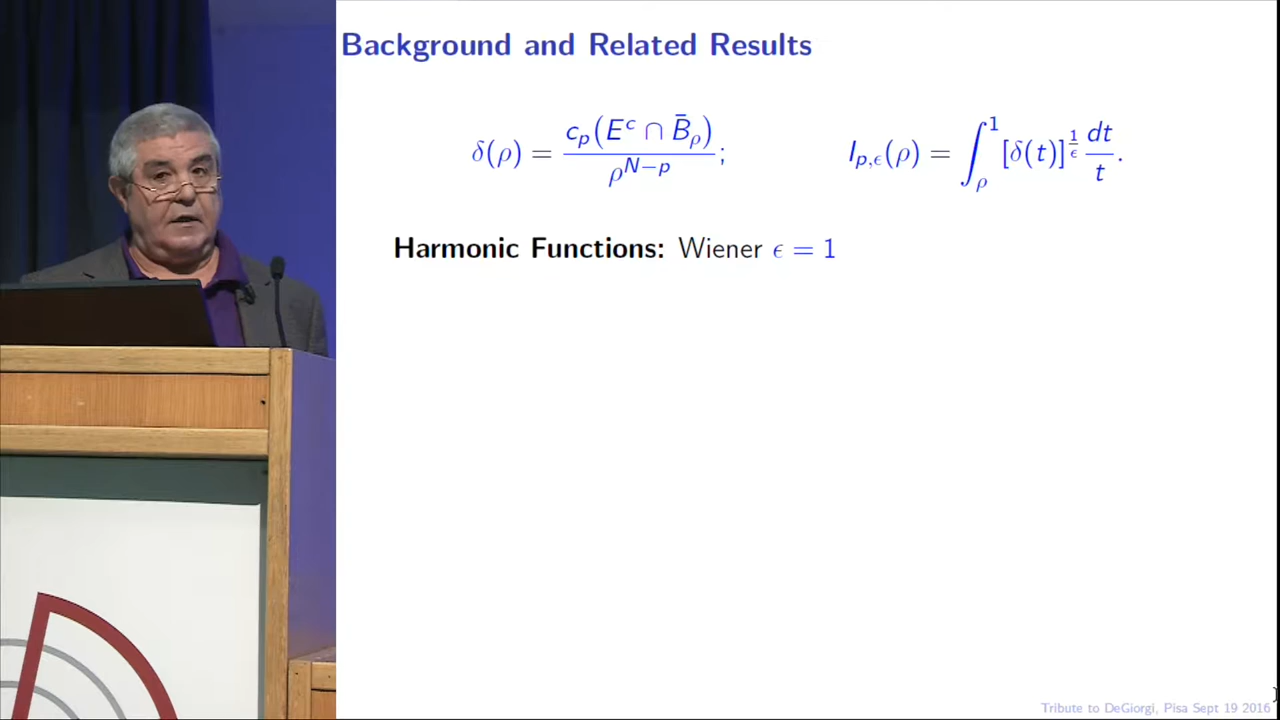 Background and Related Results
δ(ρ) = c_p(E^c ∩ B̄_ρ) / ρ^{N−p} ; I_{p,ϵ}(ρ) = ∫_ρ^1 [δ(t)]^{1/ϵ} dt/t .
Harmonic Functions: Wiener ϵ = 1
Tribute to DeGiorgi, Pisa Sept 19 2016